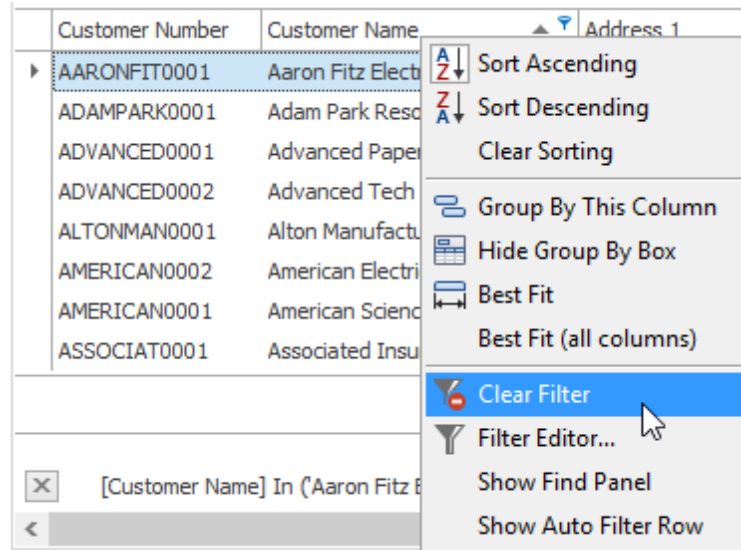 Customer Number Customer Name Address 1
AARONFIT0001 Aaron Fitz Elect
ADAMPARK0001 Adam Park Reso
ADVANCED0001 Advanced Paper
ADVANCED0002 Advanced Tech
ALTONMAN0001 Alton Manufactu
AMERICAN0002 American Electri
AMERICAN0001 American Scienc
ASSOCIAT0001 Associated Insu
[Customer Name] In ('Aaron Fitz E
Sort Ascending
Sort Descending
Clear Sorting
Group By This Column
Hide Group By Box
Best Fit
Best Fit (all columns)
Clear Filter
Filter Editor...
Show Find Panel
Show Auto Filter Row